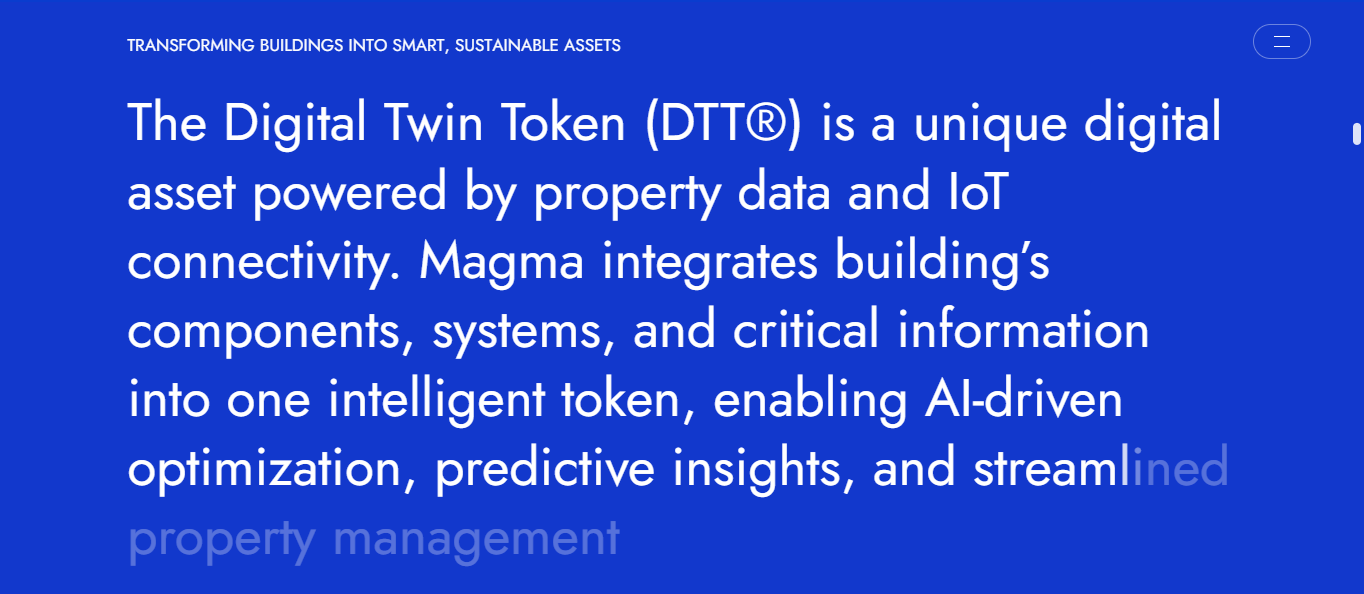 TRANSFORMING BUILDINGS INTO SMART, SUSTAINABLE ASSETS
The Digital Twin Token (DTT®) is a unique digital
asset powered by property data and IoT
connectivity. Magma integrates building’s
components, systems, and critical information
into one intelligent token, enabling AI-driven
optimization, predictive insights, and streamlined
property management